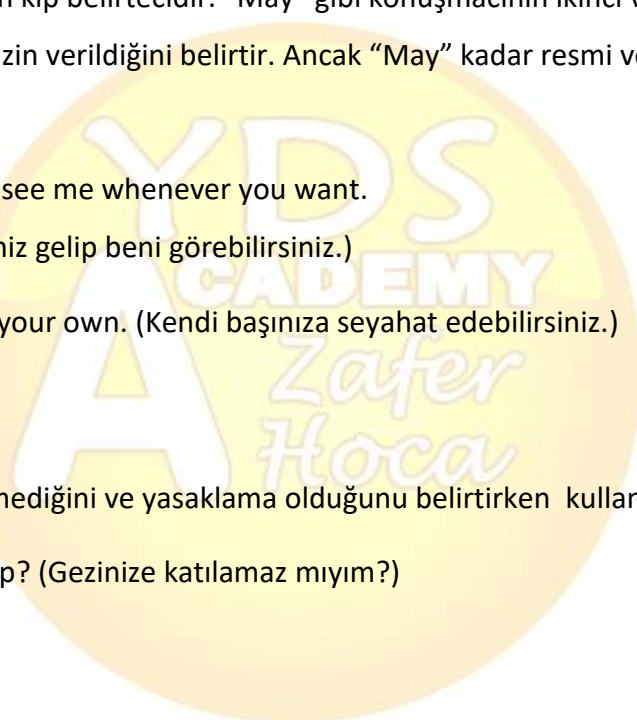 kip belirtecidir. "May" gibi konuşmacının ikinci
zin verildiğini belirtir. Ancak "May" kadar resmi
see me whenever you want.
niz gelip beni görebilirsiniz.)
your own. (Kendi başınıza seyahat edebilirsiniz.)
mediğini ve yasaklama olduğunu belirtirken kullan
p? (Gezinize katılamaz mıyım?)
YDS
ACADEMY
Zafer
Hoca